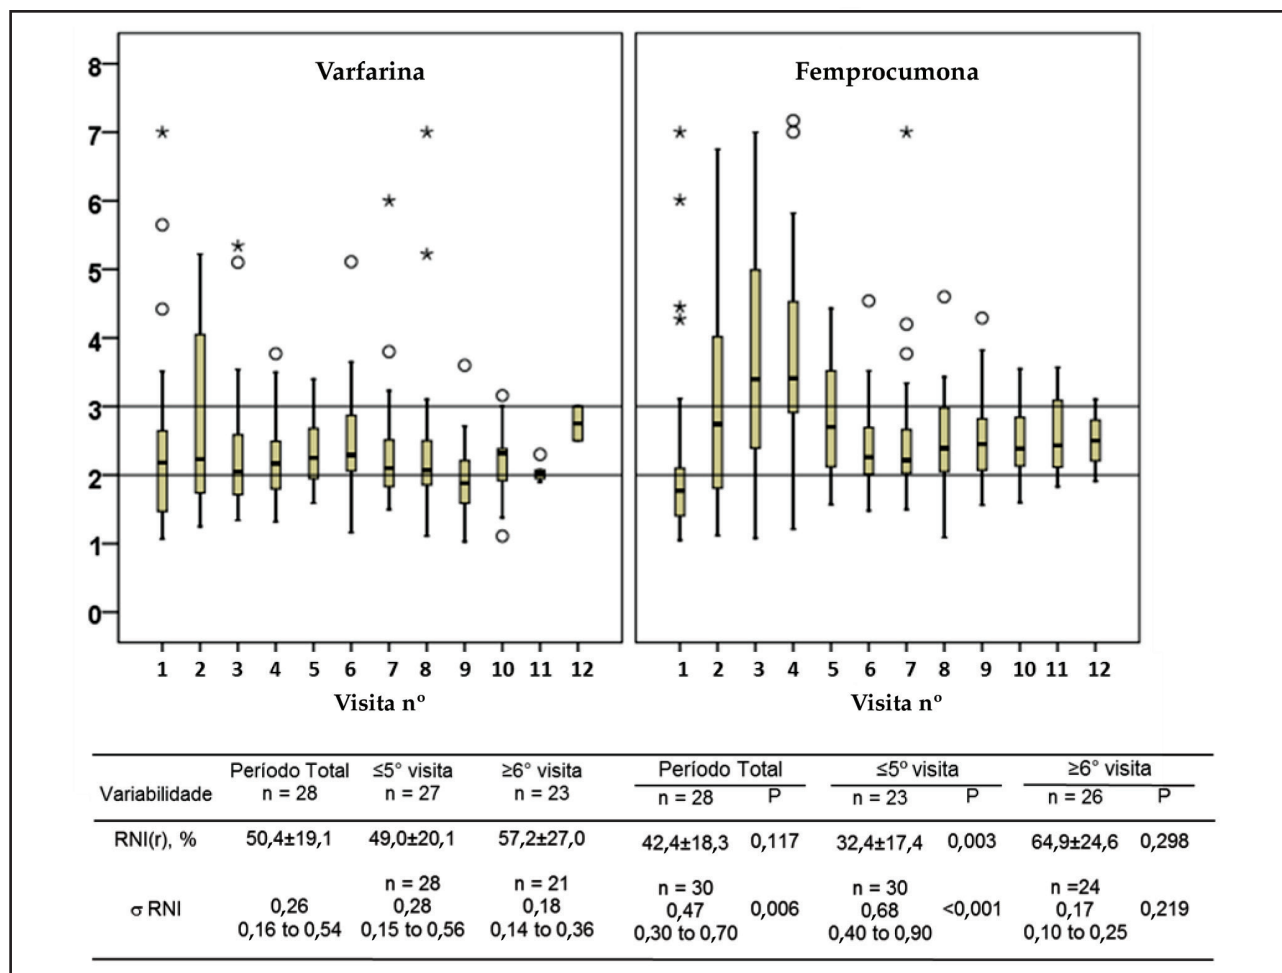 Varfarina
Femprocumona
8
7
6
5
4
3
2
1
0
1 2 3 4 5 6 7 8 9 10 11 12
1 2 3 4 5 6 7 8 9 10 11 12
Visita nº
Visita nº
Período Total ≤5° visita ≥6° visita Período Total ≤5º visita ≥6° visita
Variabilidade n = 28 n = 27 n = 23 n = 28 P n = 23 P n = 26 P
RNI(r), % 50,4±19,1 49,0±20,1 57,2±27,0 42,4±18,3 0,117 32,4±17,4 0,003 64,9±24,6 0,298
n = 28 n = 21 n = 30 n = 30 n =24
σ RNI 0,26 0,28 0,18 0,47 0,006 0,68 <0,001 0,17 0,219
0,16 to 0,54 0,15 to 0,56 0,14 to 0,36 0,30 to 0,70 0,40 to 0,90 0,10 to 0,25